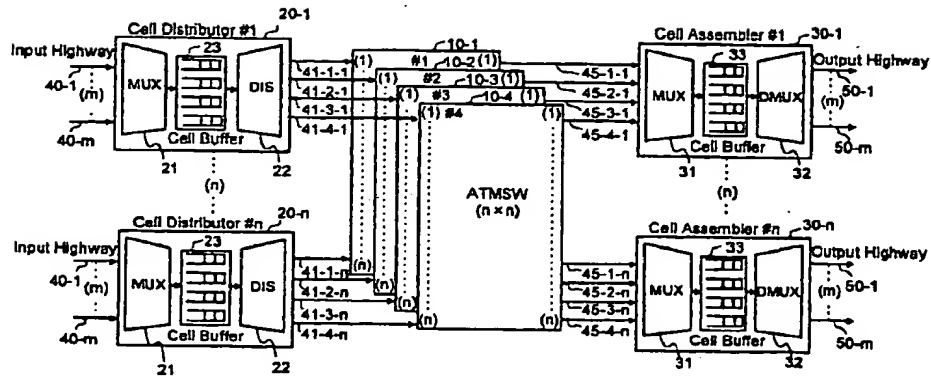 Cell Distributor #1 20-1
Input Highway
40-1
(m)
40-m
MUX
23
DIS
Cell Buffer
21
22
41-1-1
41-2-1
41-3-1
41-4-1
(n)
10-1
(1) #1 10-2 (1)
(1) #2 10-3 (1)
(1) #3 10-4 (1)
(1) #4 (1)
ATMSW
(n × n)
(n)
(n)
(n)
(n) (n)
45-1-1
45-2-1
45-3-1
45-4-1
Cell Assembler #1 30-1
Output Highway
50-1
(m)
50-m
MUX
33
DMUX
Cell Buffer
31
32
(n)
Cell Distributor #n 20-n
Input Highway
40-1
(m)
40-m
MUX
23
DIS
Cell Buffer
21
22
41-1-n
41-2-n
41-3-n
41-4-n
45-1-n
45-2-n
45-3-n
45-4-n
Cell Assembler #n 30-n
Output Highway
50-1
(m)
50-m
MUX
33
DMUX
Cell Buffer
31
32